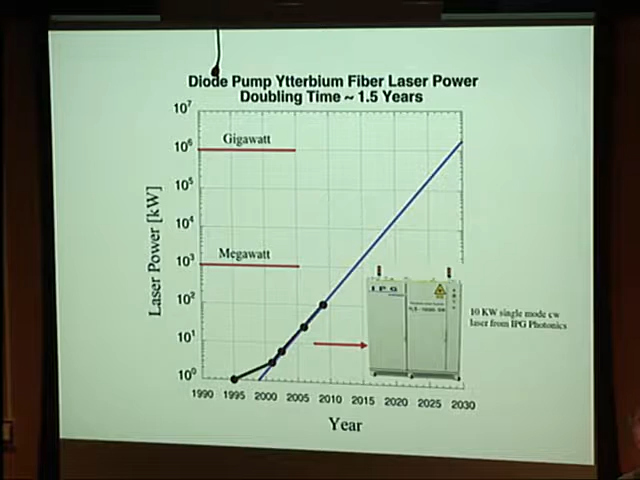 Diode Pump Ytterbium Fiber Laser Power
Doubling Time ~ 1.5 Years
Laser Power [kW]
10⁷
10⁶
10⁵
10⁴
10³
10²
10¹
10⁰
Gigawatt
Megawatt
IPG
10 KW single mode cw
laser from IPG Photonics
1990 1995 2000 2005 2010 2015 2020 2025 2030
Year